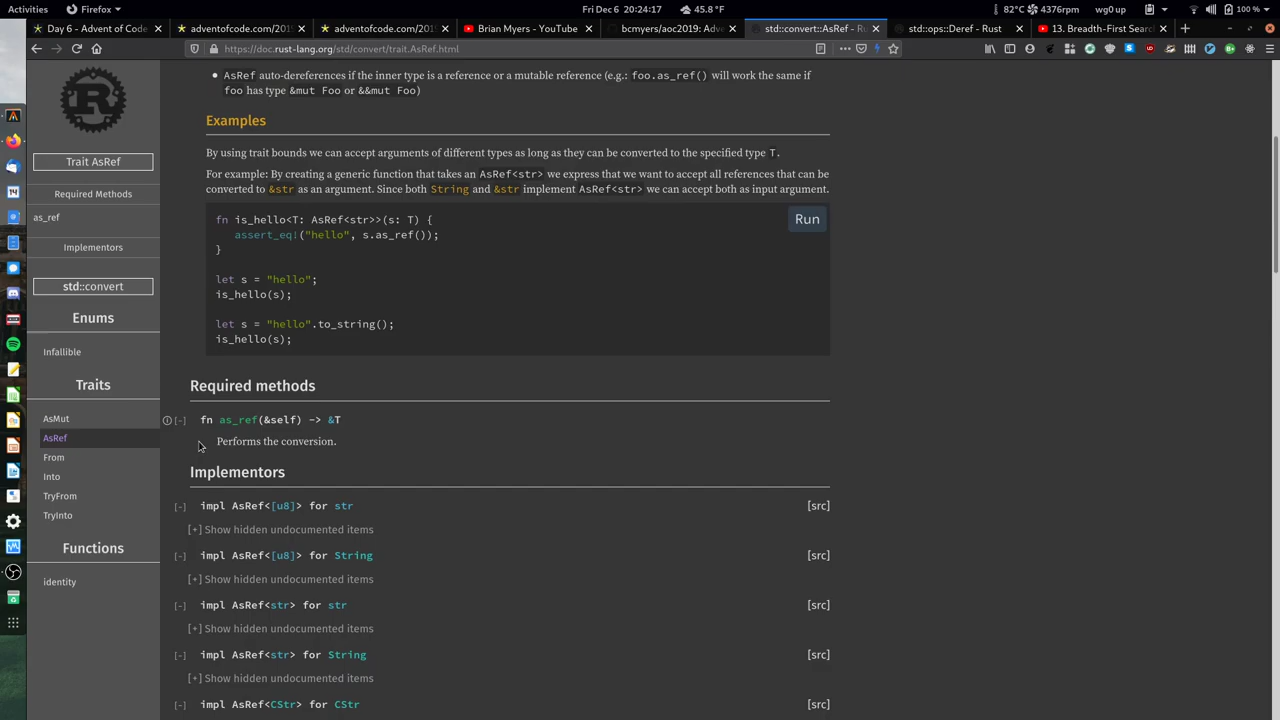 Activities
Firefox
Fri Dec 6 20:24:17
45.8°F
82°C
4376rpm
wg0 up
100 %
Day 6 - Advent of Code
adventofcode.com/201
adventofcode.com/201
Brian Myers - YouTube
bcmyers/aoc2019: Adve
std::convert::AsRef - Ru
std::ops::Deref - Rust
13. Breadth-First Searc
https://doc.rust-lang.org/std/convert/trait.AsRef.html
Trait AsRef
Required Methods
as_ref
Implementors
std::convert
Enums
Infallible
Traits
AsMut
AsRef
From
Into
TryFrom
TryInto
Functions
identity
AsRef auto-dereferences if the inner type is a reference or a mutable reference (e.g.: foo.as_ref() will work the same if
foo has type &mut Foo or &&mut Foo)
Examples
By using trait bounds we can accept arguments of different types as long as they can be converted to the specified type T.
For example: By creating a generic function that takes an AsRef<str> we express that we want to accept all references that can be
converted to &str as an argument. Since both String and &str implement AsRef<str> we can accept both as input argument.
Run
fn is_hello<T: AsRef<str>>(s: T) {
assert_eq!("hello", s.as_ref());
}
let s = "hello";
is_hello(s);
let s = "hello".to_string();
is_hello(s);
Required methods
[-] fn as_ref(&self) -> &T
Performs the conversion.
Implementors
[-] impl AsRef<[u8]> for str [src]
[+] Show hidden undocumented items
[-] impl AsRef<[u8]> for String [src]
[+] Show hidden undocumented items
[-] impl AsRef<str> for str [src]
[+] Show hidden undocumented items
[-] impl AsRef<str> for String [src]
[+] Show hidden undocumented items
[-] impl AsRef<CStr> for CStr [src]